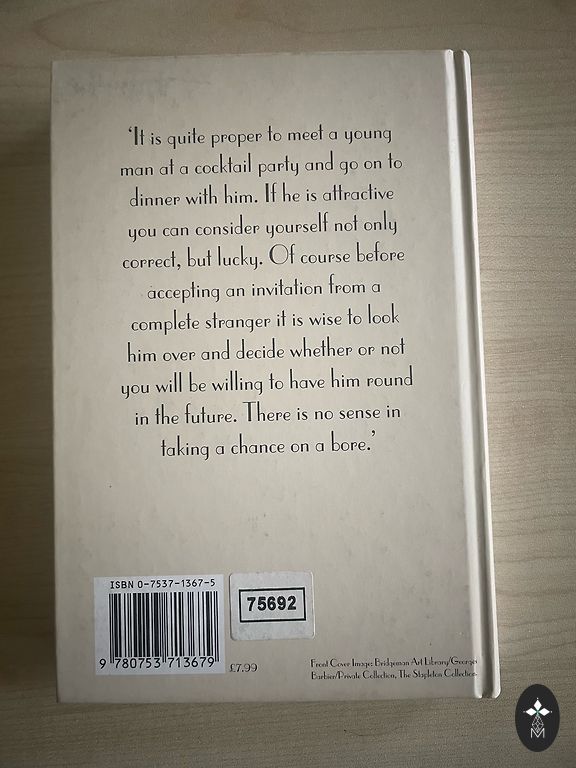 ‘It is quite proper to meet a young
man at a cocktail party and go on to
dinner with him. If he is attractive
you can consider yourself not only
correct, but lucky. Of course before
accepting an invitation from a
complete stranger it is wise to look
him over and decide whether or not
you will be willing to have him round
in the future. There is no sense in
taking a chance on a bore.’
ISBN 0-7537-1367-5
9 780753 713679
75692
£7.99
Front Cover Image: Bridgeman Art Library/Georges
Barbier/Private Collection, The Stapleton Collection
M